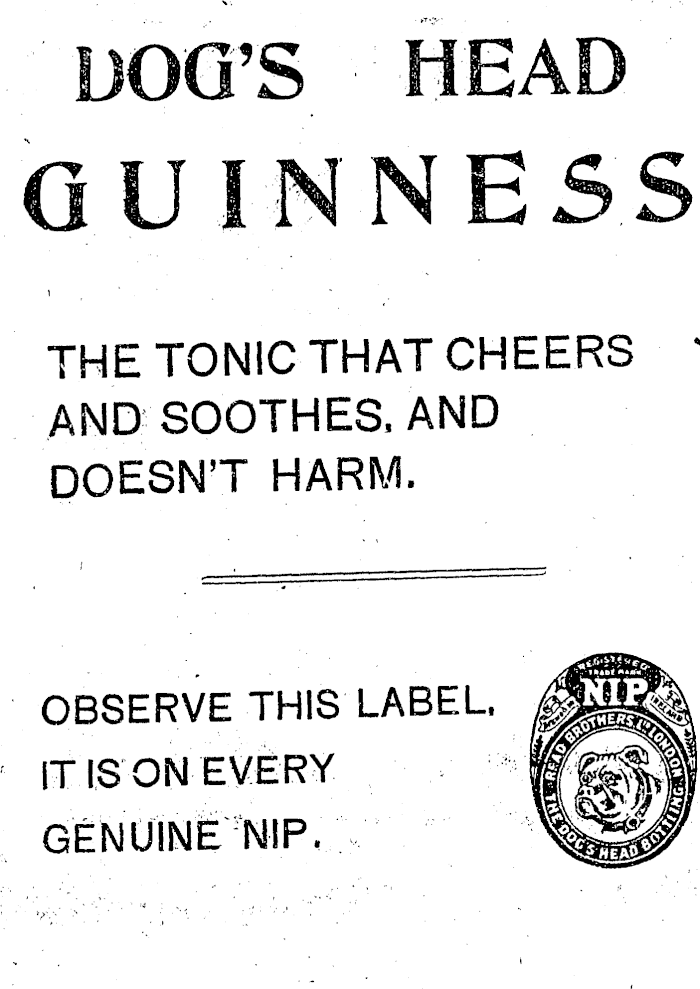 DOG'S HEAD
GUINNESS
THE TONIC THAT CHEERS
AND SOOTHES, AND
DOESN'T HARM.
OBSERVE THIS LABEL,
IT IS ON EVERY
GENUINE NIP.
REGISTERED
TRADE MARK
NIP
READ BROTHERS Ld LONDON
THE DOG'S HEAD BOTTLING